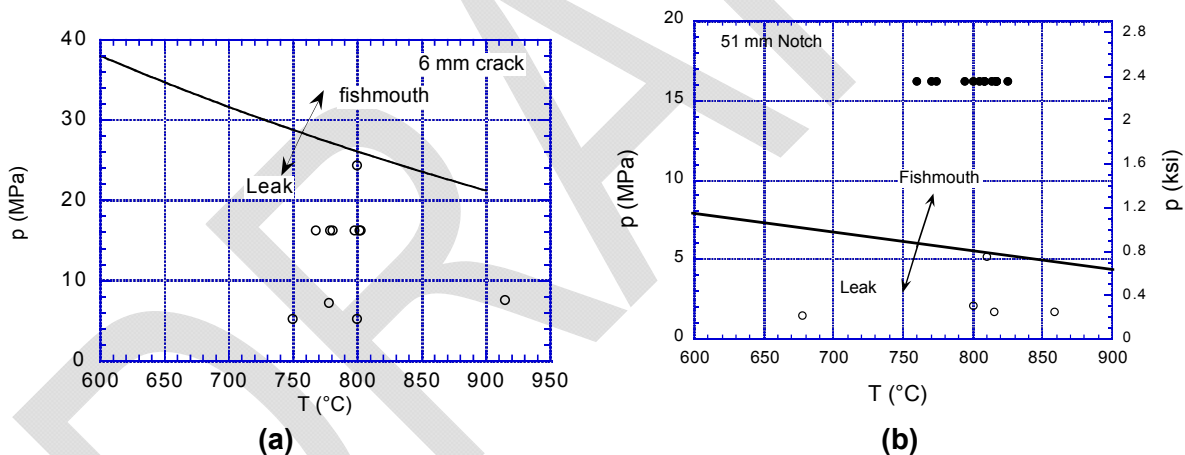 40
30
20
10
0
p (MPa)
6 mm crack
fishmouth
Leak
600 650 700 750 800 850 900 950
T (°C)
(a)
20
15
10
5
0
p (MPa)
51 mm Notch
Fishmouth
Leak
2.8
2.4
2
1.6
1.2
0.8
0.4
0
p (ksi)
600 650 700 760 800 850 900
T (°C)
(b)
DRA